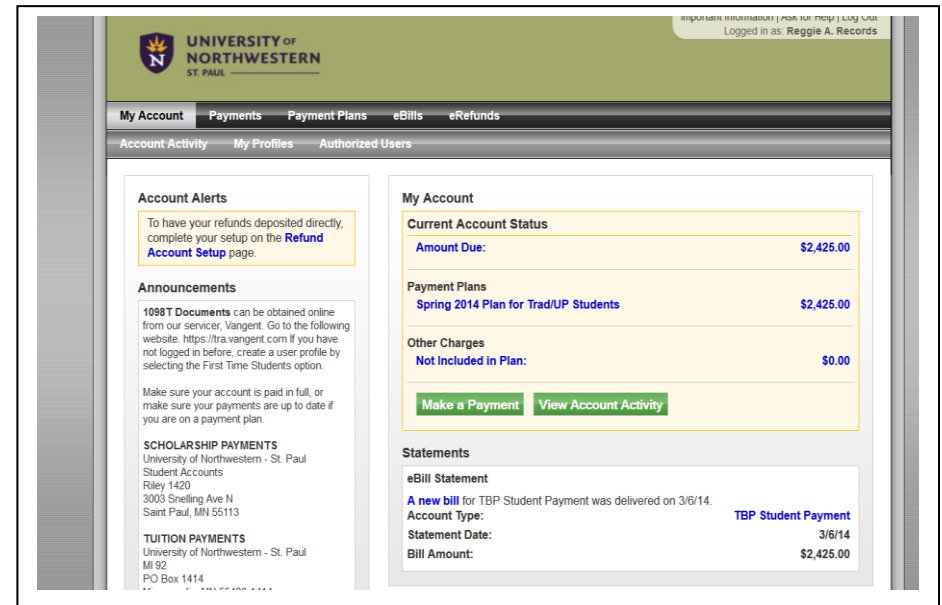 Important Information | Ask for Help | Log Out
Logged in as: Reggie A. Records
UNIVERSITY OF
NORTHWESTERN
ST. PAUL
N
My Account Payments Payment Plans eBills eRefunds
Account Activity My Profiles Authorized Users
Account Alerts
To have your refunds deposited directly,
complete your setup on the Refund
Account Setup page.
Announcements
1098T Documents can be obtained online
from our servicer, Vangent. Go to the following
website. https://tra.vangent.com If you have
not logged in before, create a user profile by
selecting the First Time Students option.
Make sure your account is paid in full, or
make sure your payments are up to date if
you are on a payment plan.
SCHOLARSHIP PAYMENTS
University of Northwestern - St. Paul
Student Accounts
Riley 1420
3003 Snelling Ave N
Saint Paul, MN 55113
TUITION PAYMENTS
University of Northwestern - St. Paul
MI 92
PO Box 1414
My Account
Current Account Status
Amount Due: $2,425.00
Payment Plans
Spring 2014 Plan for Trad/UP Students $2,425.00
Other Charges
Not Included in Plan: $0.00
Make a Payment View Account Activity
Statements
eBill Statement
A new bill for TBP Student Payment was delivered on 3/6/14.
Account Type: TBP Student Payment
Statement Date: 3/6/14
Bill Amount: $2,425.00